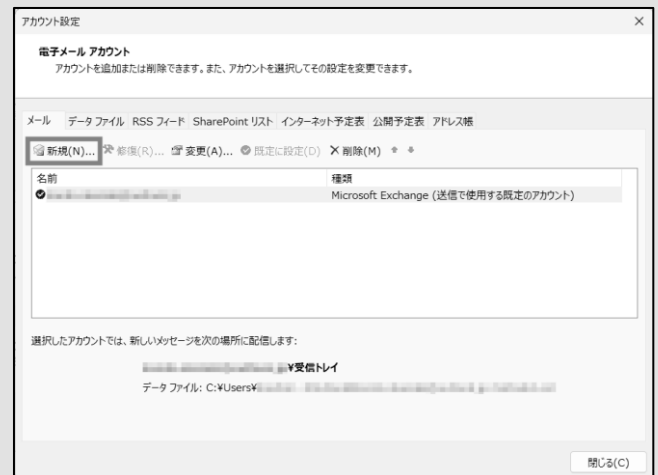 アカウント設定
電子メール アカウント
アカウントを追加または削除できます。また、アカウントを選択してその設定を変更できます。
メール データ ファイル RSS フィード SharePoint リスト インターネット予定表 公開予定表 アドレス帳
新規(N)... 修復(R)... 変更(A)... 既定に設定(D) 削除(M)
名前 種類
Microsoft Exchange (送信で使用する既定のアカウント)
選択したアカウントでは、新しいメッセージを次の場所に配信します:
¥受信トレイ
データ ファイル: C:¥Users¥
閉じる(C)